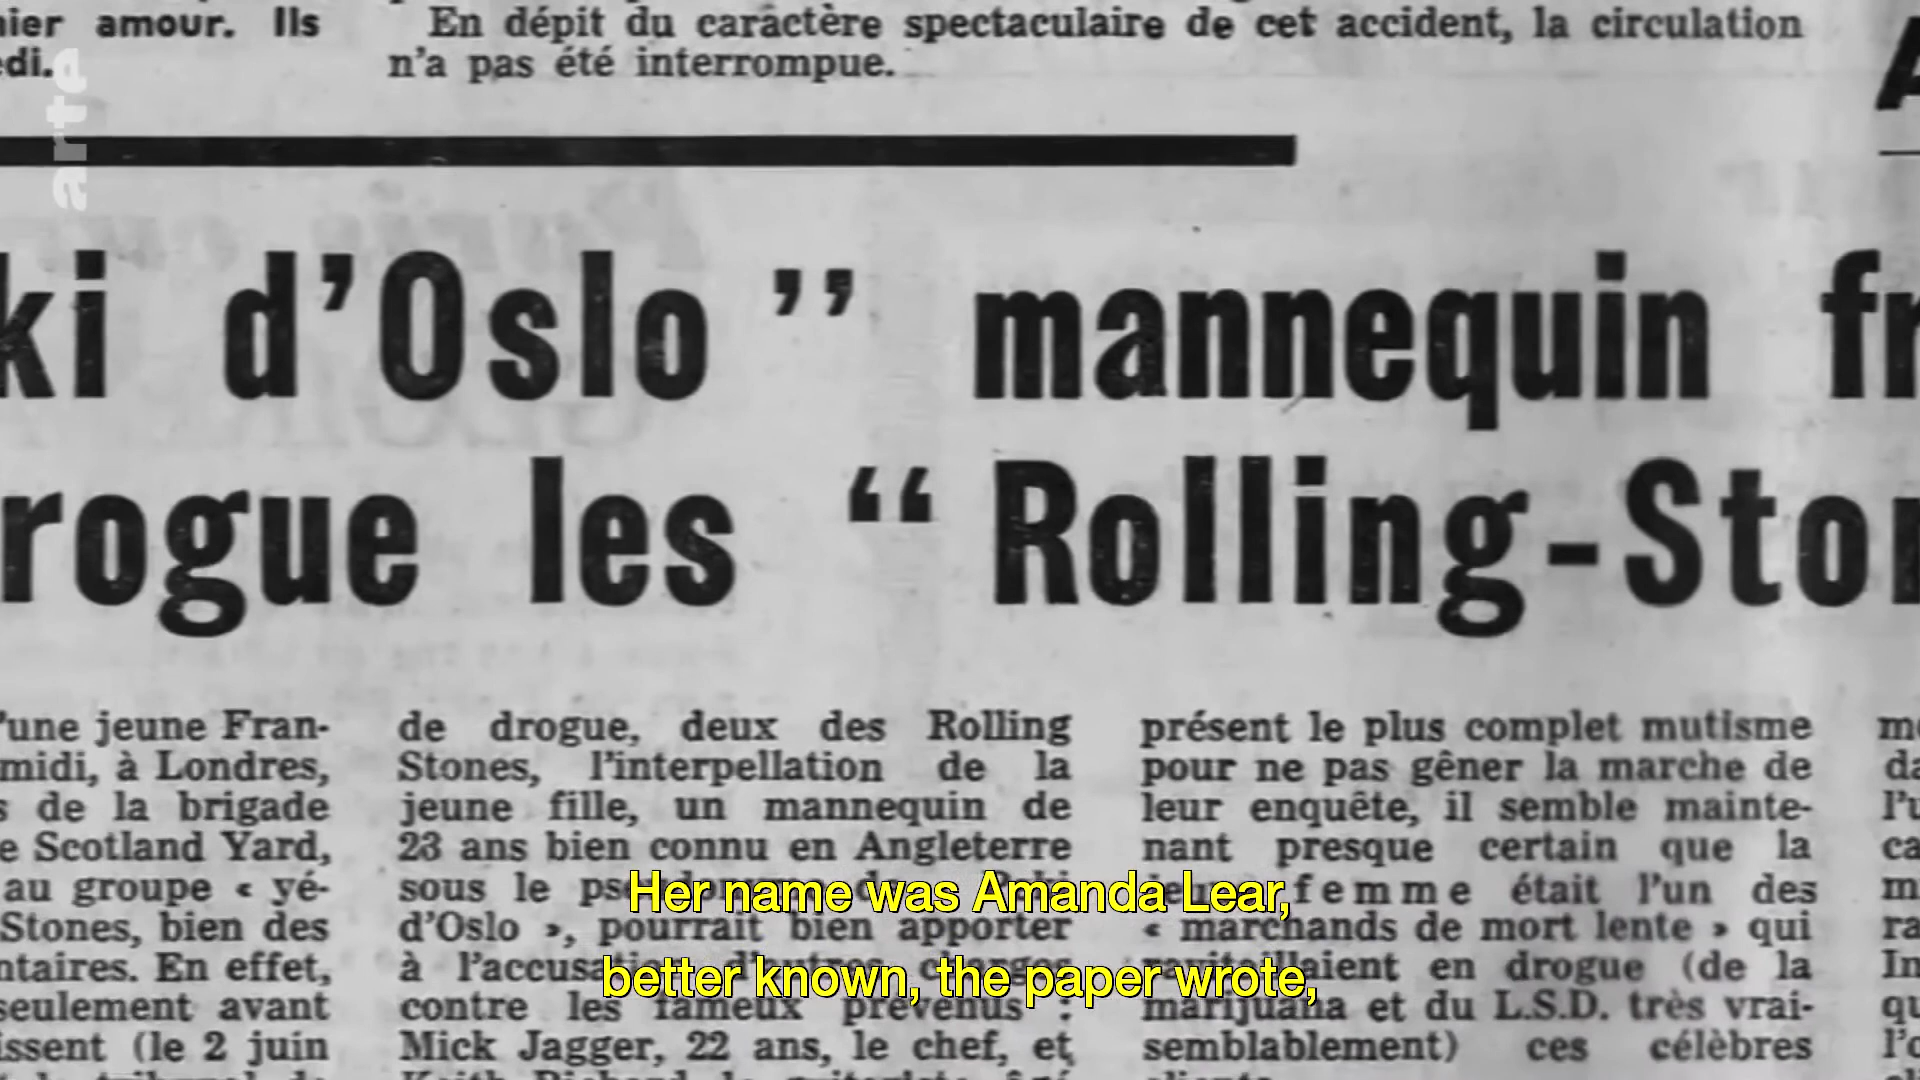 nier amour. Ils
edi.
En dépit du caractère spectaculaire de cet accident, la circulation
n'a pas été interrompue.
arte
ki d'Oslo” mannequin fr
rogue les “Rolling-Ston
'une jeune Fran-
midi, à Londres,
s de la brigade
e Scotland Yard,
au groupe « yé-
Stones, bien des
ntaires. En effet,
seulement avant
issent (le 2 juin
de drogue, deux des Rolling
Stones, l'interpellation de la
jeune fille, un mannequin de
23 ans bien connu en Angleterre
sous le
d'Oslo », pourrait bien apporter
à
contre les fameux prévenus :
Mick Jagger, 22 ans, le chef, et
présent le plus complet mutisme
pour ne pas gêner la marche de
leur enquête, il semble mainte-
nant presque certain que la
femme était l'un des
« marchands de mort lente » qui
en drogue (de la
marijuana et du L.S.D. très vrai-
semblablement) ces célèbres
Her name was Amanda Lear,
better known, the paper wrote,